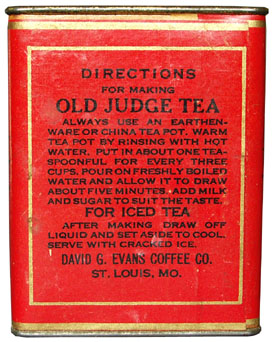 DIRECTIONS
FOR MAKING
OLD JUDGE TEA
ALWAYS USE AN EARTHEN-
WARE OR CHINA TEA POT. WARM
TEA POT BY RINSING WITH HOT
WATER. PUT IN ABOUT ONE TEA-
SPOONFUL FOR EVERY THREE
CUPS. POUR ON FRESHLY BOILED
WATER AND ALLOW IT TO DRAW
ABOUT FIVE MINUTES. ADD MILK
AND SUGAR TO SUIT THE TASTE.
FOR ICED TEA
AFTER MAKING DRAW OFF
LIQUID AND SET ASIDE TO COOL.
SERVE WITH CRACKED ICE.
DAVID G. EVANS COFFEE CO.
ST. LOUIS, MO.